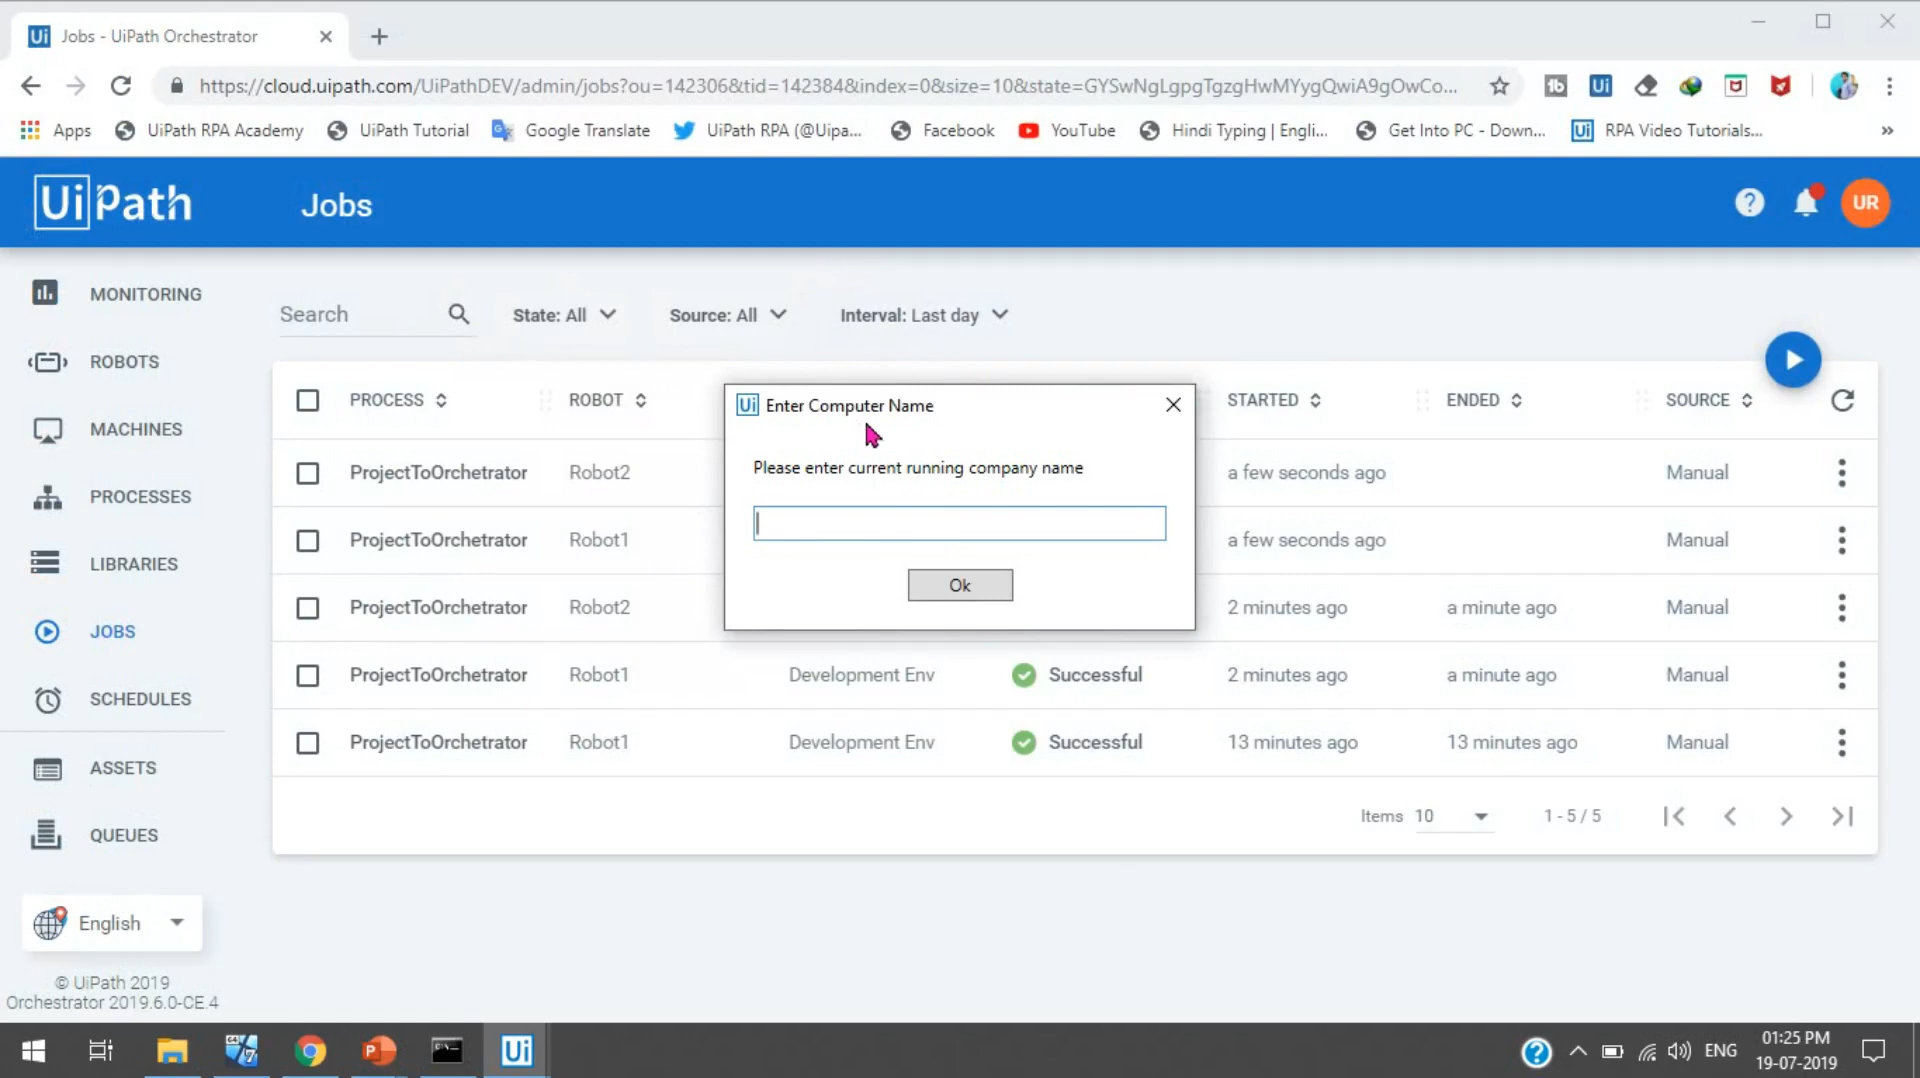 Jobs - UiPath Orchestrator
https://cloud.uipath.com/UiPathDEV/admin/jobs?ou=142306&tid=142384&index=0&size=10&state=GYSwNgLgpgTgzgHwMYygQwiA9gOwCo...
Apps UiPath RPA Academy UiPath Tutorial Google Translate UiPath RPA (@Uipa... Facebook YouTube Hindi Typing | Engli... Get Into PC - Down... RPA Video Tutorials... »
UiPath Jobs UR
MONITORING
Search State: All Source: All Interval: Last day
ROBOTS
PROCESS ROBOT STARTED ENDED SOURCE
MACHINES
ProjectToOrchetrator Robot2 a few seconds ago Manual
PROCESSES
ProjectToOrchetrator Robot1 a few seconds ago Manual
LIBRARIES
ProjectToOrchetrator Robot2 2 minutes ago a minute ago Manual
JOBS
ProjectToOrchetrator Robot1 Development Env Successful 2 minutes ago a minute ago Manual
SCHEDULES
ProjectToOrchetrator Robot1 Development Env Successful 13 minutes ago 13 minutes ago Manual
ASSETS
Items 10 1 - 5 / 5
QUEUES
Enter Computer Name
Please enter current running company name
Ok
English
© UiPath 2019
Orchestrator 2019.6.0-CE.4
ENG 01:25 PM
19-07-2019